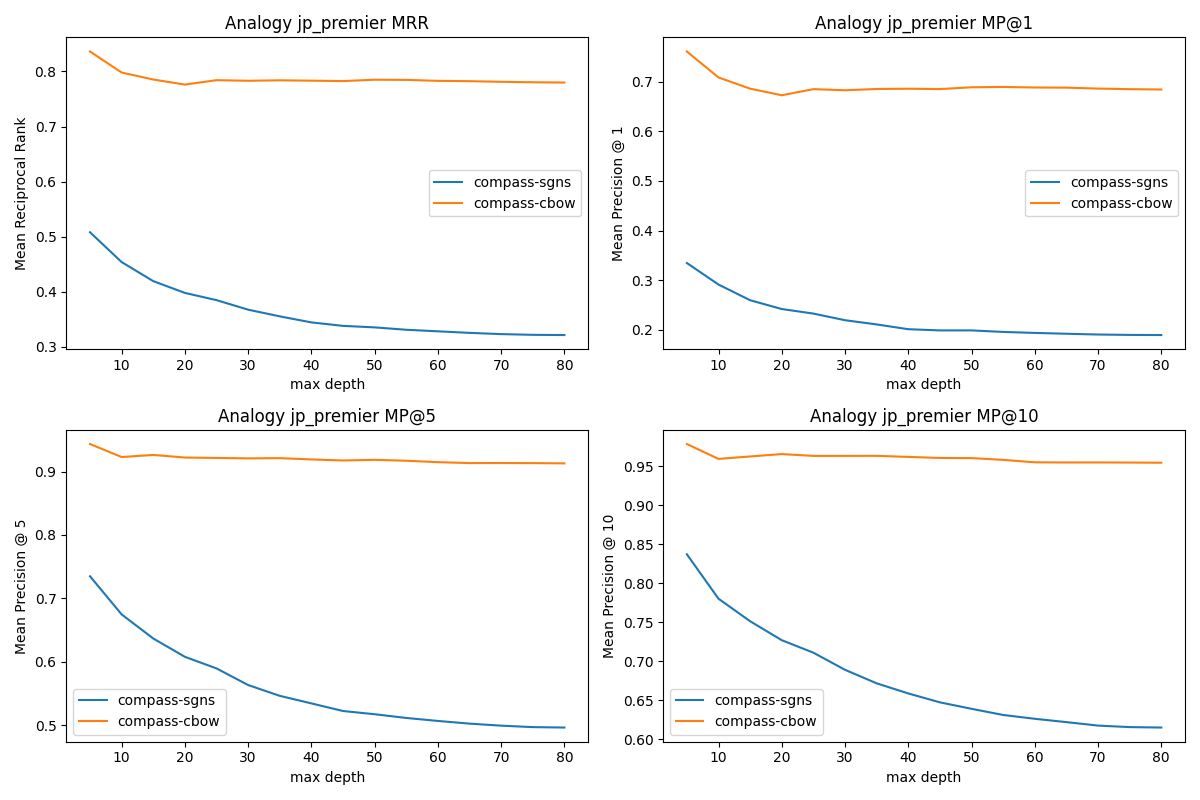 Analogy jp_premier MRR
Mean Reciprocal Rank
0.8
0.7
0.6
0.5
0.4
0.3
compass-sgns
compass-cbow
10 20 30 40 50 60 70 80
max depth
Analogy jp_premier MP@1
Mean Precision @ 1
0.7
0.6
0.5
0.4
0.3
0.2
compass-sgns
compass-cbow
10 20 30 40 50 60 70 80
max depth
Analogy jp_premier MP@5
Mean Precision @ 5
0.9
0.8
0.7
0.6
0.5
compass-sgns
compass-cbow
10 20 30 40 50 60 70 80
max depth
Analogy jp_premier MP@10
Mean Precision @ 10
0.95
0.90
0.85
0.80
0.75
0.70
0.65
0.60
compass-sgns
compass-cbow
10 20 30 40 50 60 70 80
max depth